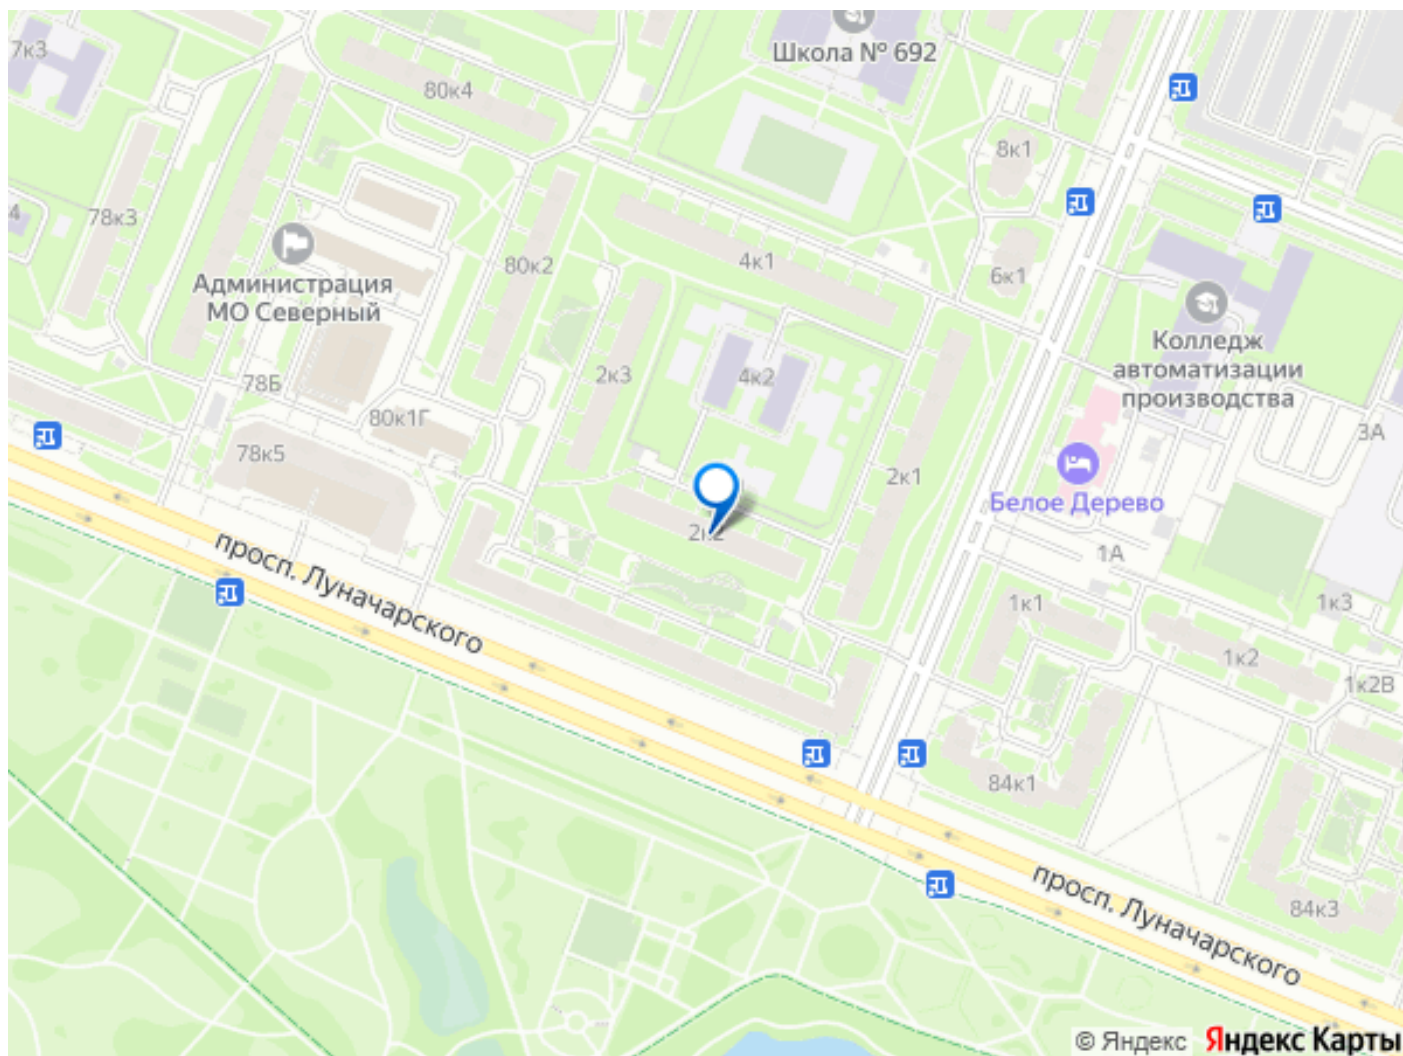 Школа № 692
7к3
80к4
8к1
4
78к3
Администрация
МО Северный
80к2
4к1
6к1
Колледж
автоматизации
производства
78Б
2к3
4к2
80к1Г
3А
78к5
2к1
Белое Дерево
2к2
1А
просп. Луначарского
1к1
1к3
1к2
1к2В
84к1
просп. Луначарского
84к3
© Яндекс Яндекс Карты